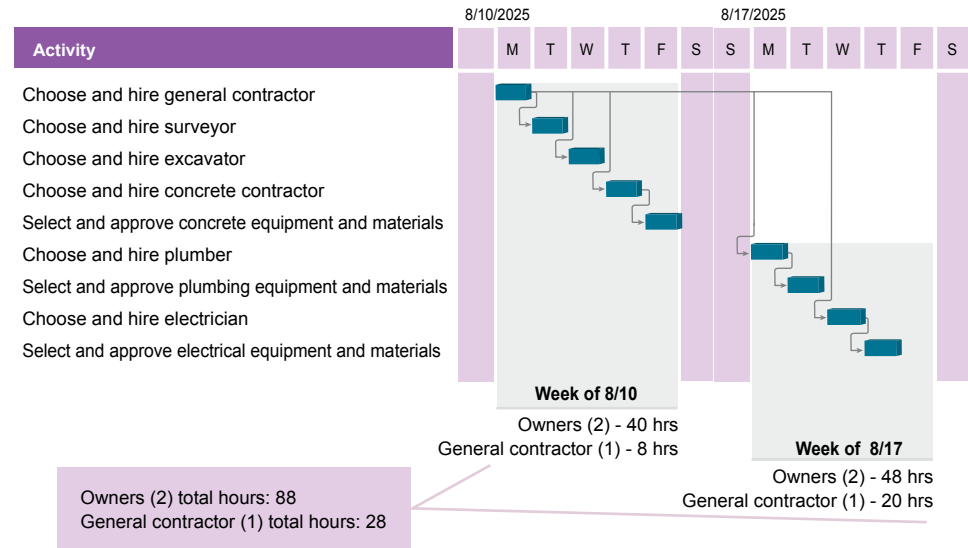 8/10/2025 8/17/2025
Activity M T W T F S S M T W T F S
Choose and hire general contractor
Choose and hire surveyor
Choose and hire excavator
Choose and hire concrete contractor
Select and approve concrete equipment and materials
Choose and hire plumber
Select and approve plumbing equipment and materials
Choose and hire electrician
Select and approve electrical equipment and materials
Week of 8/10
Owners (2) - 40 hrs
General contractor (1) - 8 hrs
Week of 8/17
Owners (2) - 48 hrs
General contractor (1) - 20 hrs
Owners (2) total hours: 88
General contractor (1) total hours: 28